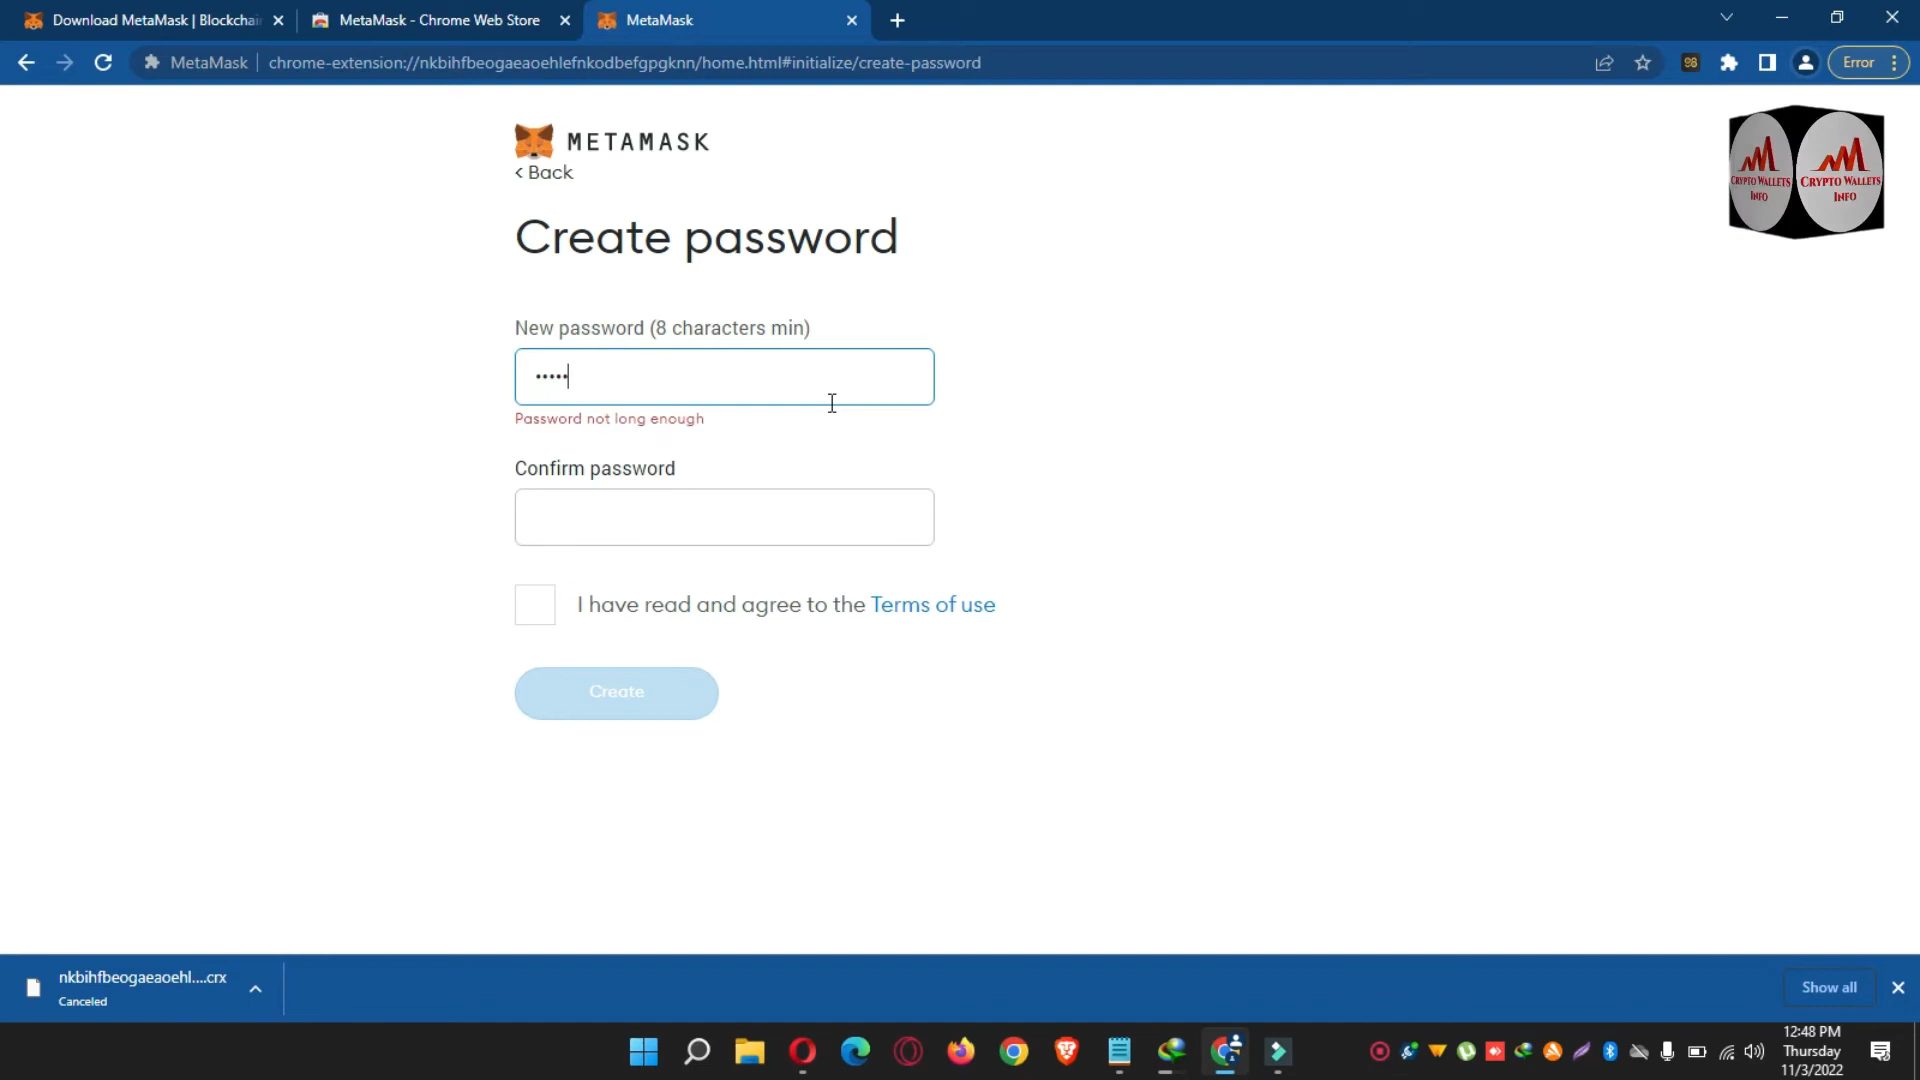 Download MetaMask | Blockchai
MetaMask - Chrome Web Store
MetaMask
MetaMask
chrome-extension://nkbihfbeogaeaoehlefnkodbefgpgknn/home.html#initialize/create-password
98
Error
METAMASK
CRYPTO WALLETS
INFO
CRYPTO WALLETS
INFO
< Back
Create password
New password (8 characters min)
•••••
Password not long enough
Confirm password
I have read and agree to the Terms of use
Create
nkbihfbeogaeaoehl....crx
Canceled
Show all
12:48 PM
Thursday
11/3/2022